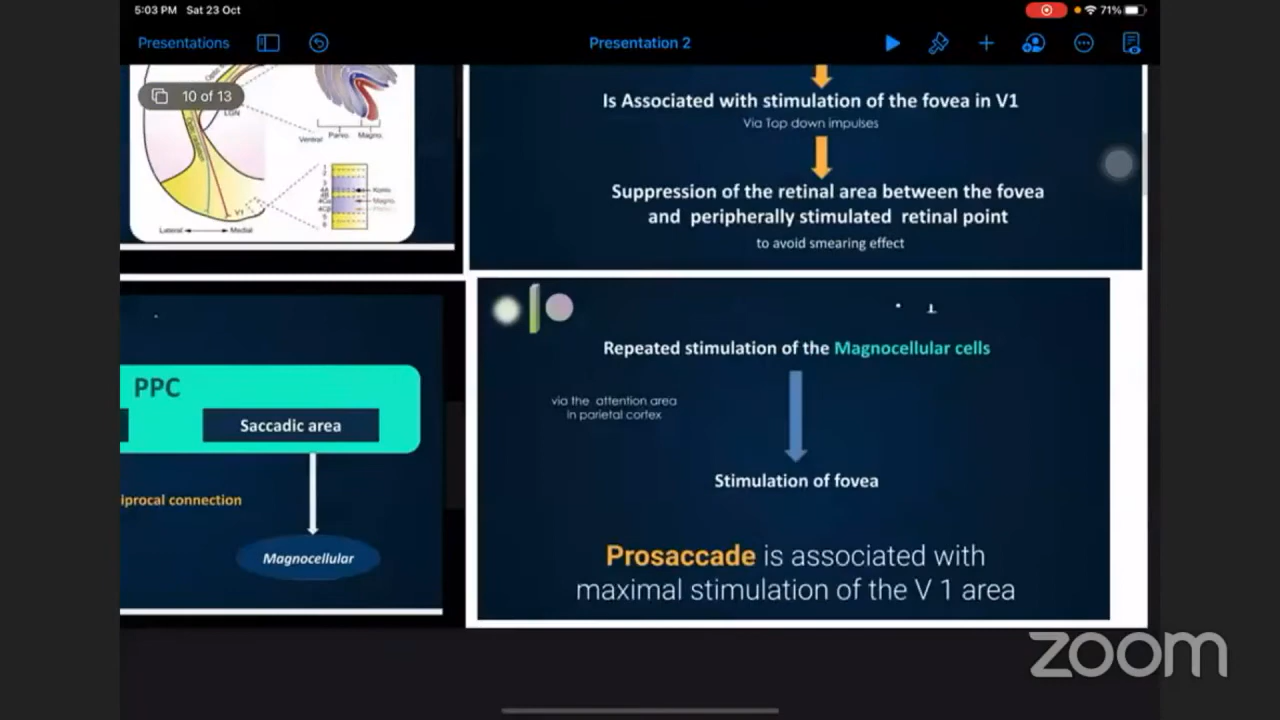 5:03 PM Sat 23 Oct
71%
Presentations
Presentation 2
10 of 13
LGN
Ventral
Parvo.
Magno.
V1
Lateral
Medial
Is Associated with stimulation of the fovea in V1
Via Top down impulses
Suppression of the retinal area between the fovea
and peripherally stimulated retinal point
to avoid smearing effect
PPC
Saccadic area
iprocal connection
Magnocellular
Repeated stimulation of the Magnocellular cells
via the attention area
in parietal cortex
Stimulation of fovea
Prosaccade is associated with
maximal stimulation of the V 1 area
zoom